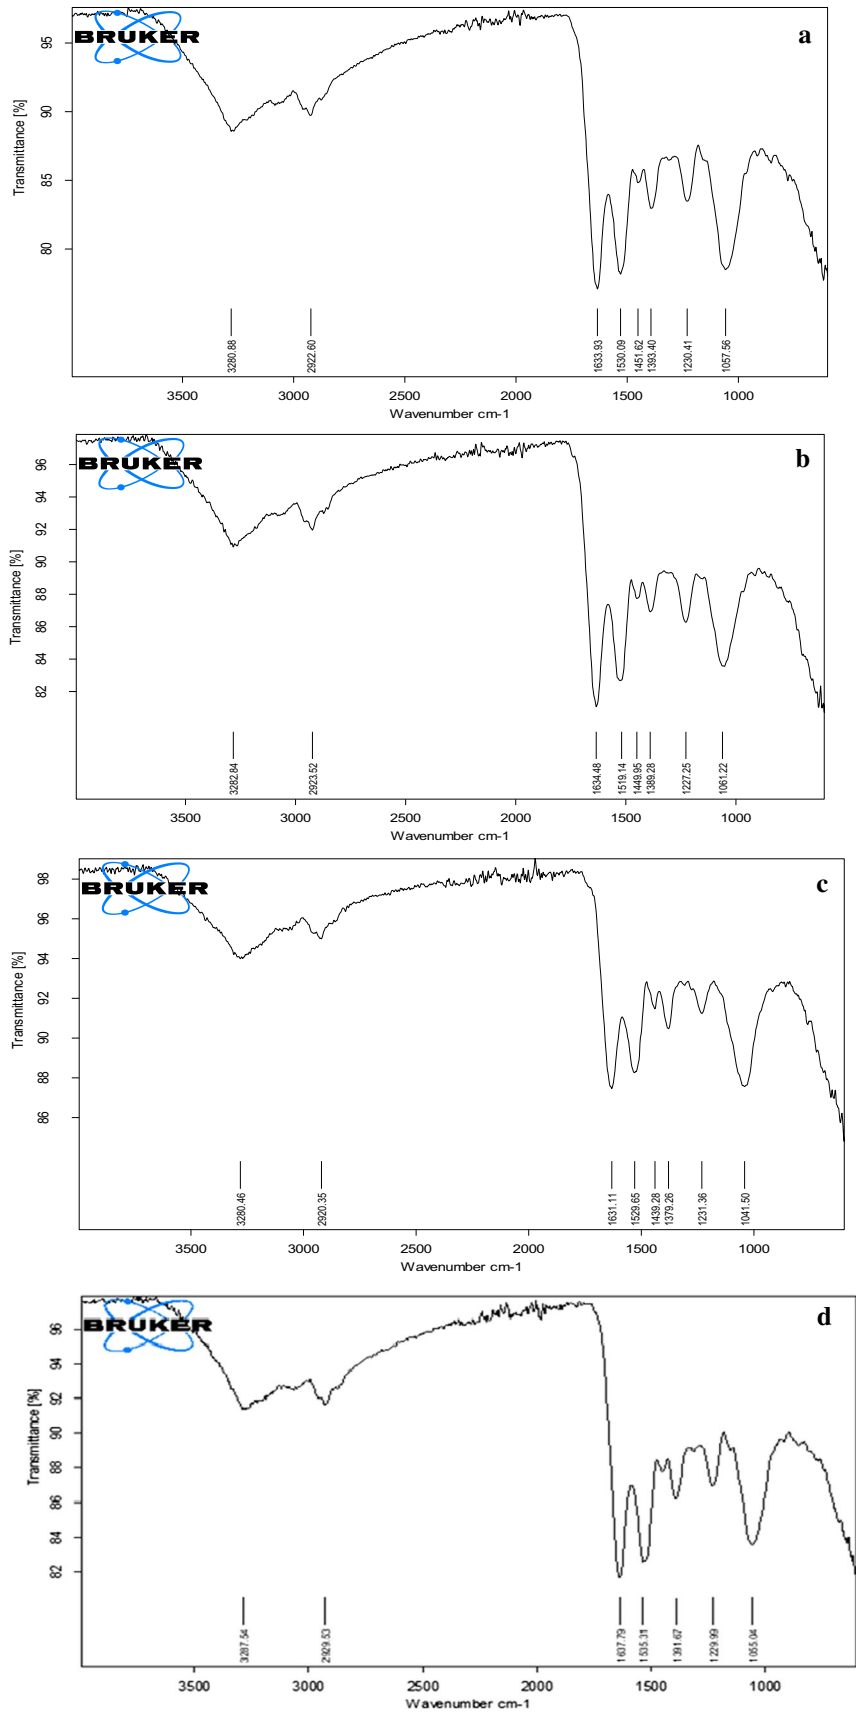 BRUKER
a
Transmittance [%]
95
90
85
80
3280.88
2922.60
1633.93
1530.09
1451.62
1393.40
1230.41
1057.56
3500 3000 2500 2000 1500 1000
Wavenumber cm-1
BRUKER
b
Transmittance [%]
96
94
92
90
88
86
84
82
3282.84
2923.52
1634.48
1519.14
1449.95
1389.28
1227.25
1061.22
3500 3000 2500 2000 1500 1000
Wavenumber cm-1
BRUKER
c
Transmittance [%]
98
96
94
92
90
88
86
3280.46
2920.35
1631.11
1529.65
1439.28
1379.26
1231.36
1041.50
3500 3000 2500 2000 1500 1000
Wavenumber cm-1
BRUKER
d
Transmittance [%]
96
94
92
90
88
86
84
82
3287.54
2929.53
1637.79
1535.31
1391.67
1229.99
1055.04
3500 3000 2500 2000 1500 1000
Wavenumber cm-1